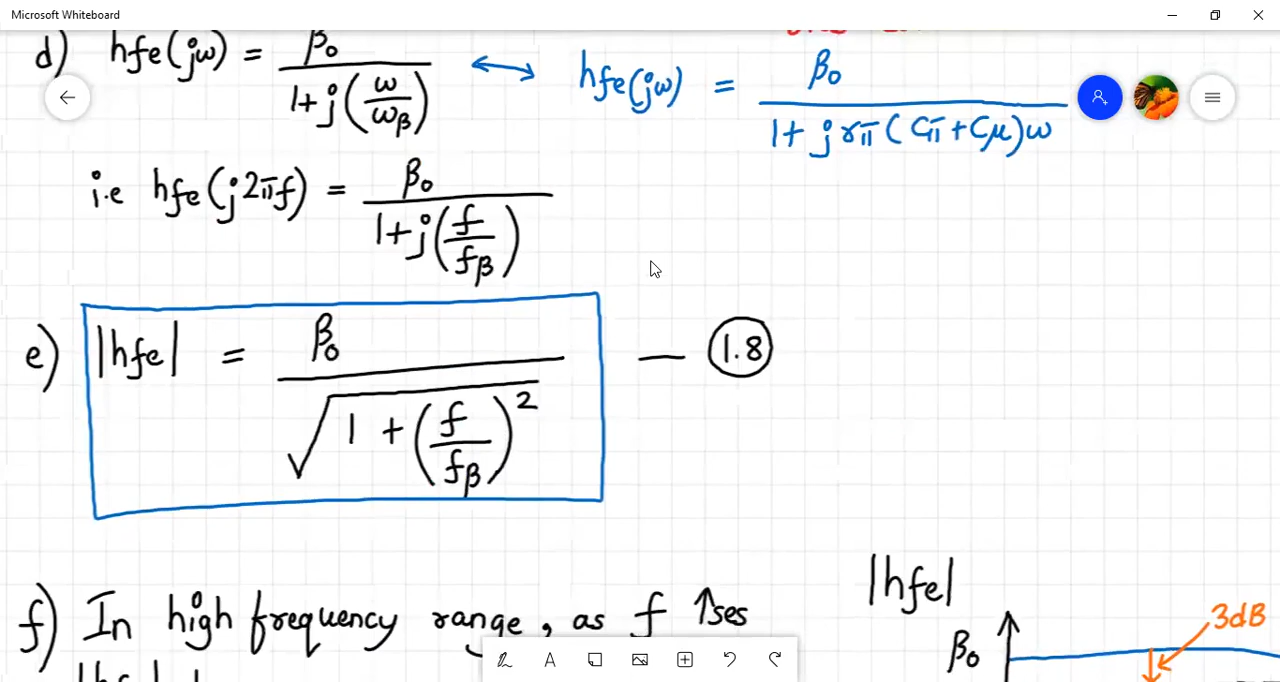 Microsoft Whiteboard
d) hfe(jω) = β₀ / (1+j(ω/ωβ)) ⟷ hfe(jω) = β₀ / (1+ j rπ (Cπ+Cμ)ω)
i.e hfe(j2πf) = β₀ / (1+j(f/fβ))
e) |hfe| = β₀ / √(1 + (f/fβ)²) — (1.8)
|hfe|
f) In high frequency range, as f ↑ses
3dB
β₀